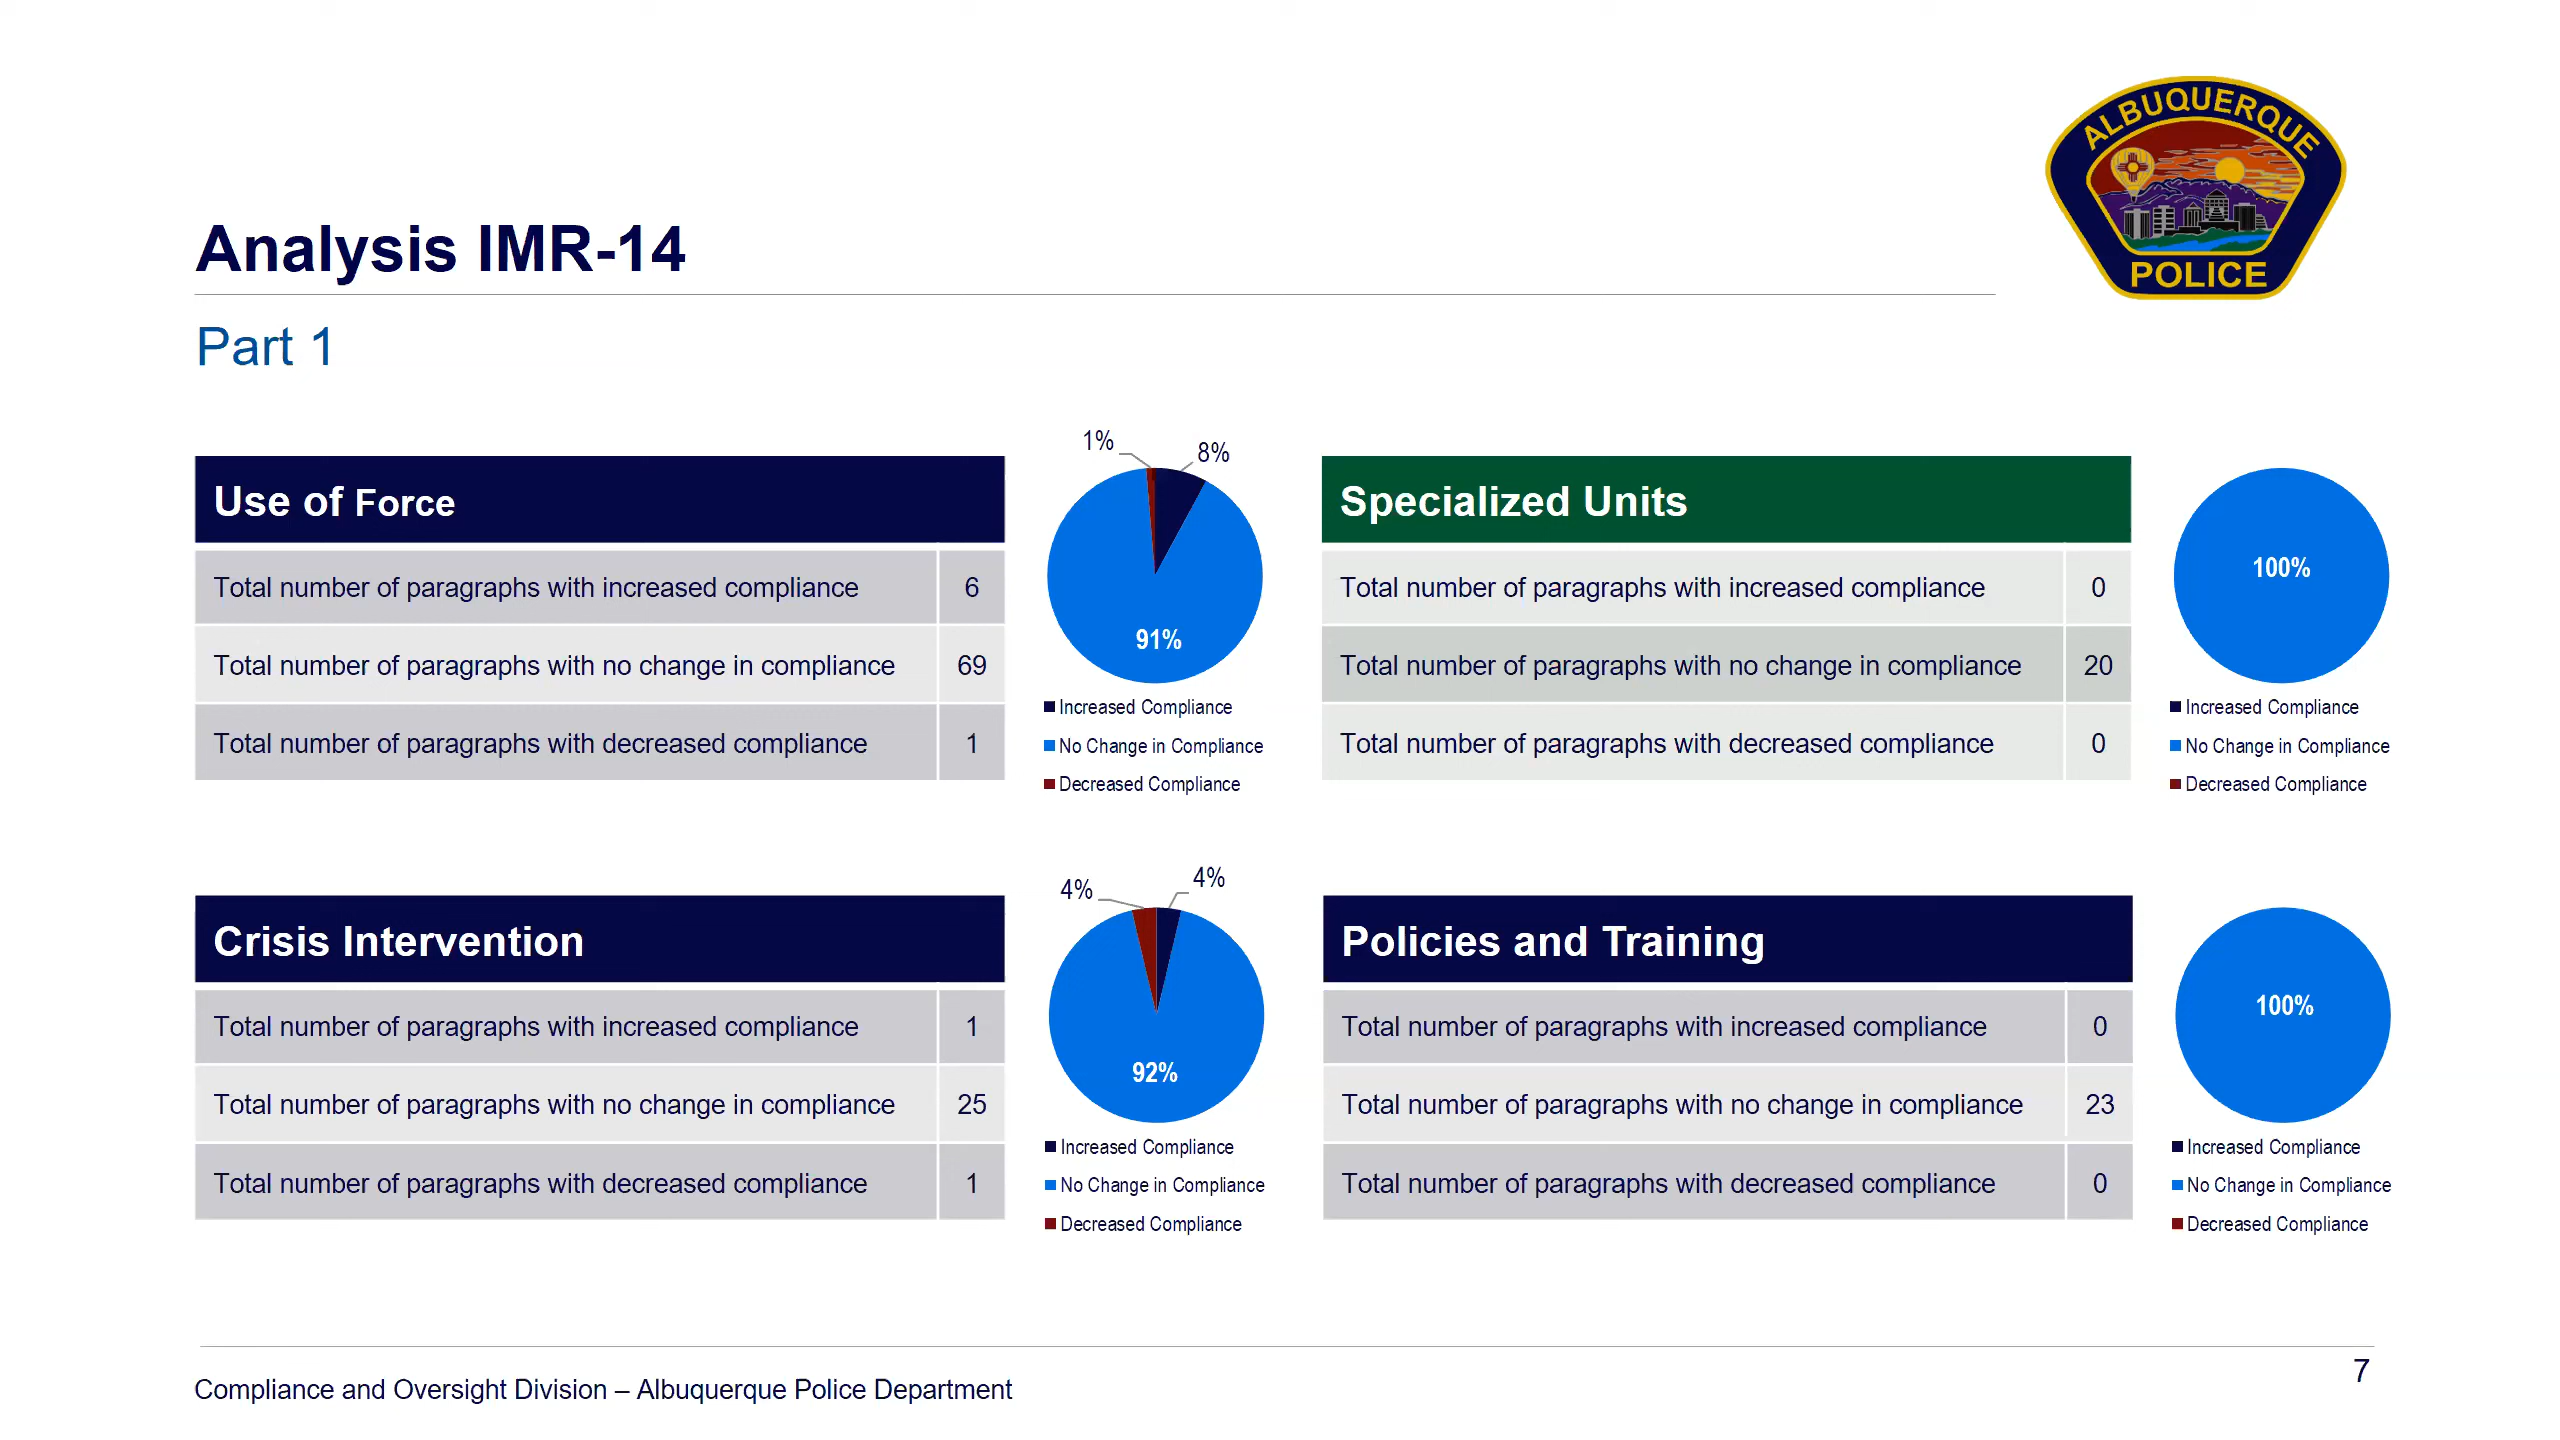 ALBUQUERQUE
POLICE
Analysis IMR-14
Part 1
Use of Force
Total number of paragraphs with increased compliance 6
Total number of paragraphs with no change in compliance 69
Total number of paragraphs with decreased compliance 1
1%
8%
91%
Increased Compliance
No Change in Compliance
Decreased Compliance
Specialized Units
Total number of paragraphs with increased compliance 0
Total number of paragraphs with no change in compliance 20
Total number of paragraphs with decreased compliance 0
100%
Increased Compliance
No Change in Compliance
Decreased Compliance
Crisis Intervention
Total number of paragraphs with increased compliance 1
Total number of paragraphs with no change in compliance 25
Total number of paragraphs with decreased compliance 1
4%
4%
92%
Increased Compliance
No Change in Compliance
Decreased Compliance
Policies and Training
Total number of paragraphs with increased compliance 0
Total number of paragraphs with no change in compliance 23
Total number of paragraphs with decreased compliance 0
100%
Increased Compliance
No Change in Compliance
Decreased Compliance
Compliance and Oversight Division – Albuquerque Police Department
7